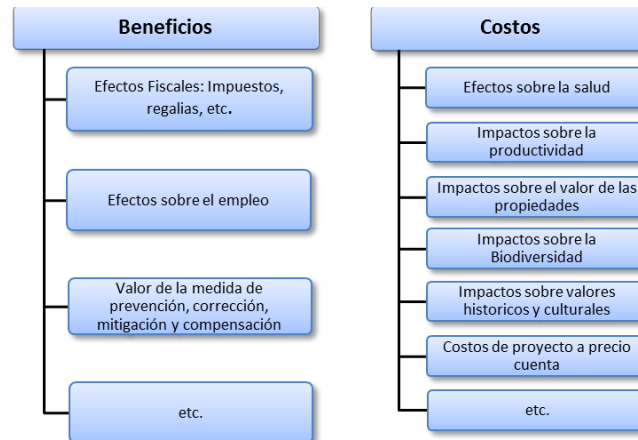 Beneficios
Efectos Fiscales: Impuestos,
regalias, etc.
Efectos sobre el empleo
Valor de la medida de
prevención, corrección,
mitigación y compensación
etc.
Costos
Efectos sobre la salud
Impactos sobre la
productividad
Impactos sobre el valor de las
propiedades
Impactos sobre la
Biodiversidad
Impactos sobre valores
historicos y culturales
Costos de proyecto a precio
cuenta
etc.